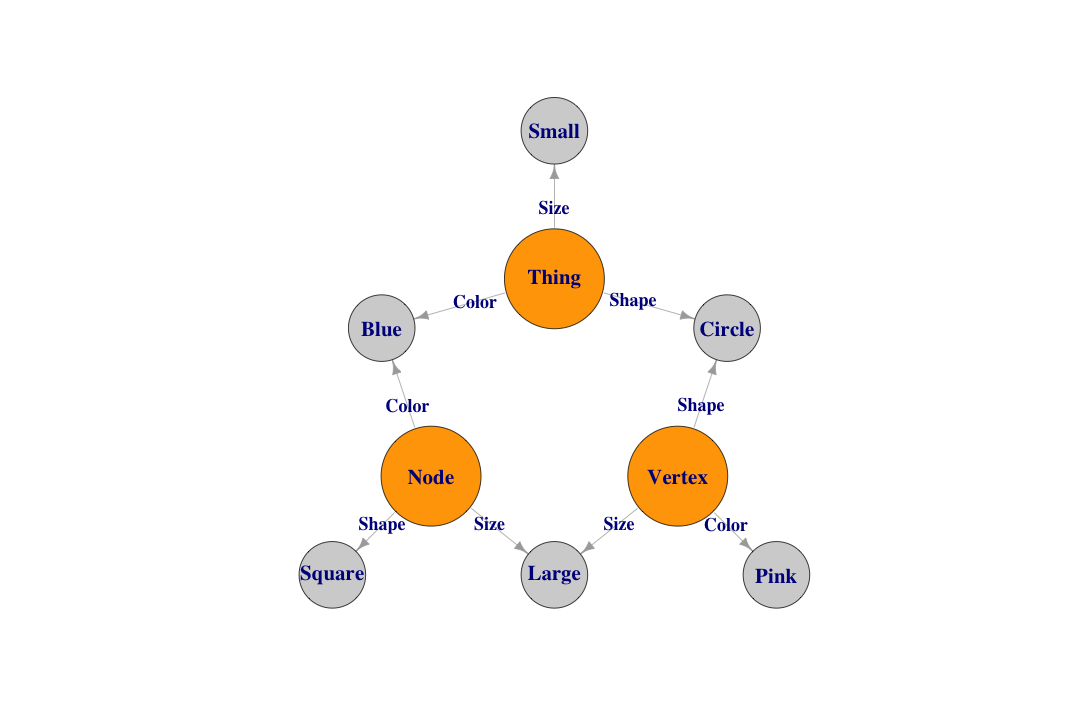 Small
Size
Thing
Color
Shape
Blue
Circle
Color
Shape
Node
Vertex
Shape
Size
Size
Color
Square
Large
Pink